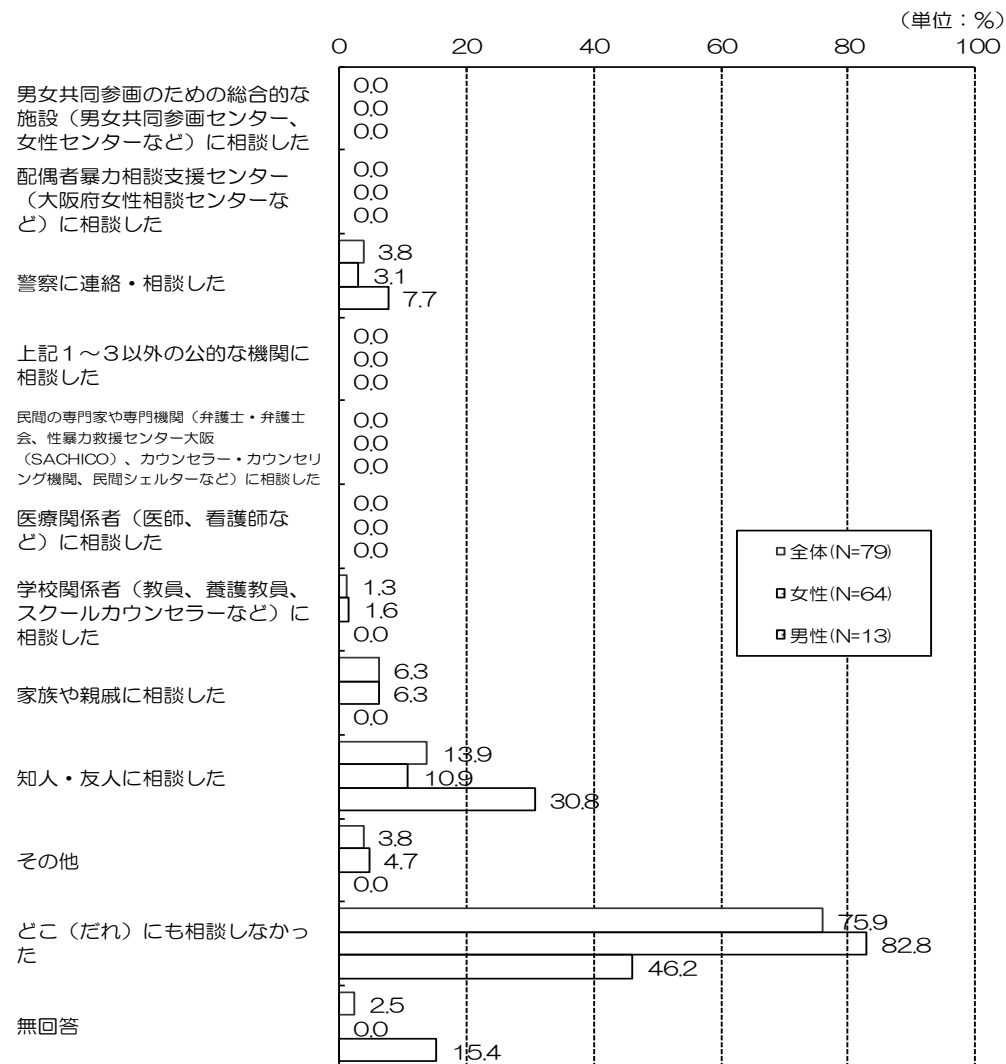 （単位：％）
0 20 40 60 80 100
男女共同参画のための総合的な
施設（男女共同参画センター、
女性センターなど）に相談した
0.0
0.0
0.0
配偶者暴力相談支援センター
（大阪府女性相談センターな
ど）に相談した
0.0
0.0
0.0
警察に連絡・相談した
3.8
3.1
7.7
上記１～３以外の公的な機関に
相談した
0.0
0.0
0.0
民間の専門家や専門機関（弁護士・弁護士
会、性暴力救援センター大阪
（SACHICO）、カウンセラー・カウンセリ
ング機関、民間シェルターなど）に相談した
0.0
0.0
0.0
医療関係者（医師、看護師な
ど）に相談した
0.0
0.0
0.0
学校関係者（教員、養護教員、
スクールカウンセラーなど）に
相談した
1.3
1.6
0.0
家族や親戚に相談した
6.3
6.3
0.0
知人・友人に相談した
13.9
10.9
30.8
その他
3.8
4.7
0.0
どこ（だれ）にも相談しなかっ
た
75.9
82.8
46.2
無回答
2.5
0.0
15.4
全体(N=79)
女性(N=64)
男性(N=13)